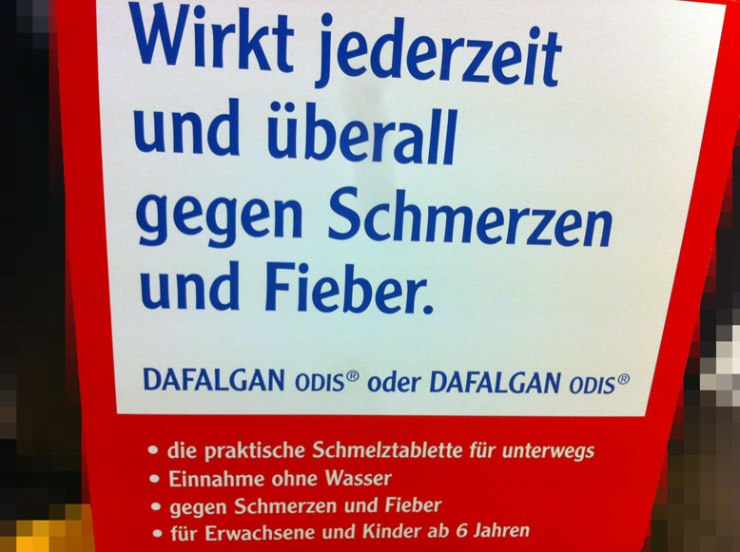 Wirkt jederzeit
und überall
gegen Schmerzen
und Fieber.
DAFALGAN ODIS® oder DAFALGAN ODIS®
• die praktische Schmelztablette für unterwegs
• Einnahme ohne Wasser
• gegen Schmerzen und Fieber
• für Erwachsene und Kinder ab 6 Jahren